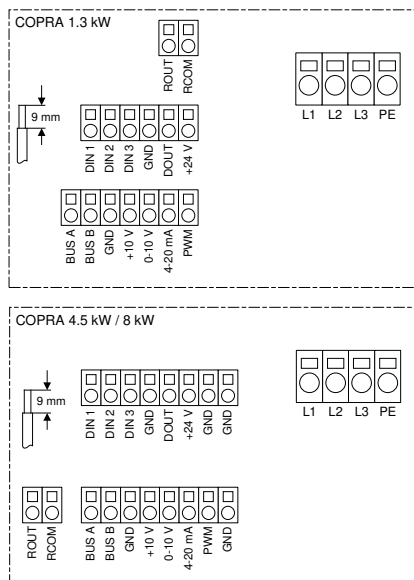 COPRA 1.3 kW
ROUT RCOM
L1 L2 L3 PE
9 mm
DIN 1 DIN 2 DIN 3 GND DOUT +24 V
BUS A BUS B GND +10 V 0-10 V 4-20 mA PWM
COPRA 4.5 kW / 8 kW
L1 L2 L3 PE
9 mm
DIN 1 DIN 2 DIN 3 GND DOUT +24 V GND GND
ROUT RCOM
BUS A BUS B GND +10 V 0-10 V 4-20 mA PWM GND